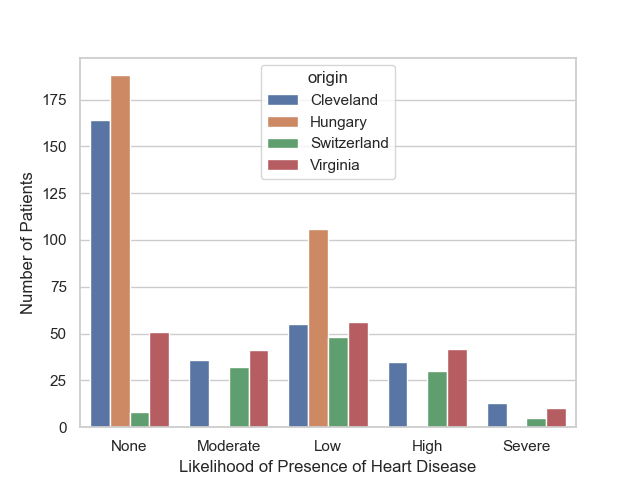 origin
Cleveland
Hungary
Switzerland
Virginia
Number of Patients
175
150
125
100
75
50
25
0
None Moderate Low High Severe
Likelihood of Presence of Heart Disease